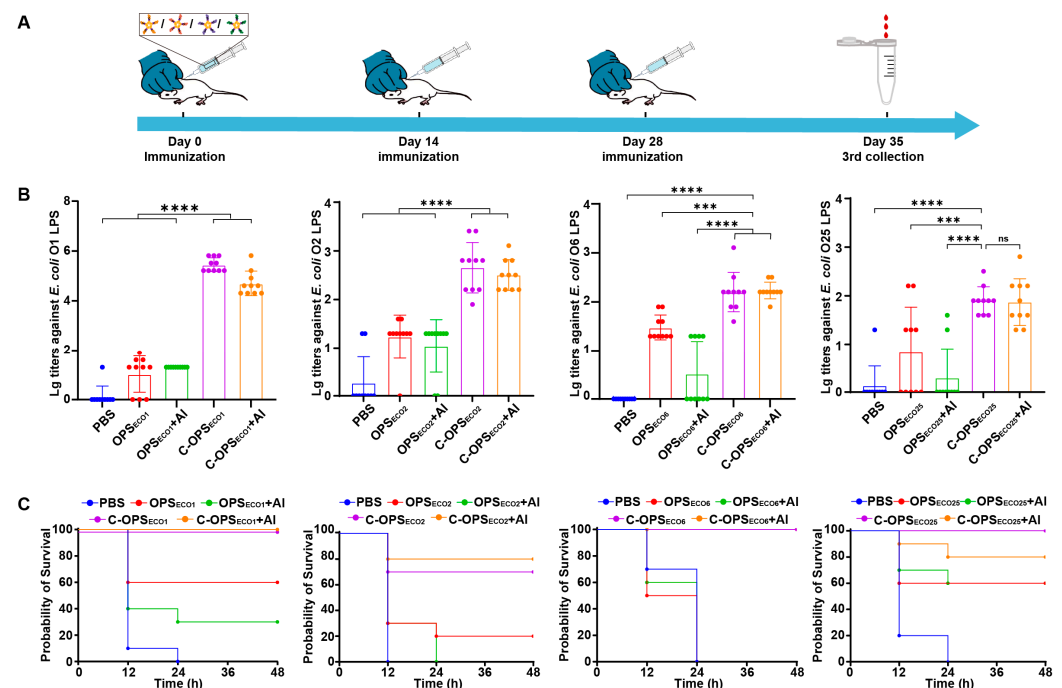 A
/ / /
Day 0
Immunization
Day 14
immunization
Day 28
immunization
Day 35
3rd collection
B
Lg titers against E. coli O1 LPS
8
6
4
2
0
****
PBS
OPSECO1
OPSECO1+Al
C-OPSECO1
C-OPSECO1+Al
Lg titers against E. coli O2 LPS
4
3
2
1
0
****
PBS
OPSECO2
OPSECO2+Al
C-OPSECO2
C-OPSECO2+Al
Lg titers against E. coli O6 LPS
4
3
2
1
0
****
***
****
PBS
OPSECO6
OPSECO6+Al
C-OPSECO6
C-OPSECO6+Al
Lg titers against E. coli O25 LPS
4
3
2
1
0
****
***
****
ns
PBS
OPSECO25
OPSECO25+Al
C-OPSECO25
C-OPSECO25+Al
C
PBS OPSECO1 OPSECO1+Al
C-OPSECO1 C-OPSECO1+Al
Probability of Survival
100
80
60
40
20
0
0 12 24 36 48
Time (h)
PBS OPSECO2 OPSECO2+Al
C-OPSECO2 C-OPSECO2+Al
Probability of Survival
100
80
60
40
20
0
0 12 24 36 48
Time (h)
PBS OPSECO6 OPSECO6+Al
C-OPSECO6 C-OPSECO6+Al
Probability of Survival
100
80
60
40
20
0
0 12 24 36 48
Time (h)
PBS OPSECO25 OPSECO25+Al
C-OPSECO25 C-OPSECO25+Al
Probability of Survival
100
80
60
40
20
0
0 12 24 36 48
Time (h)